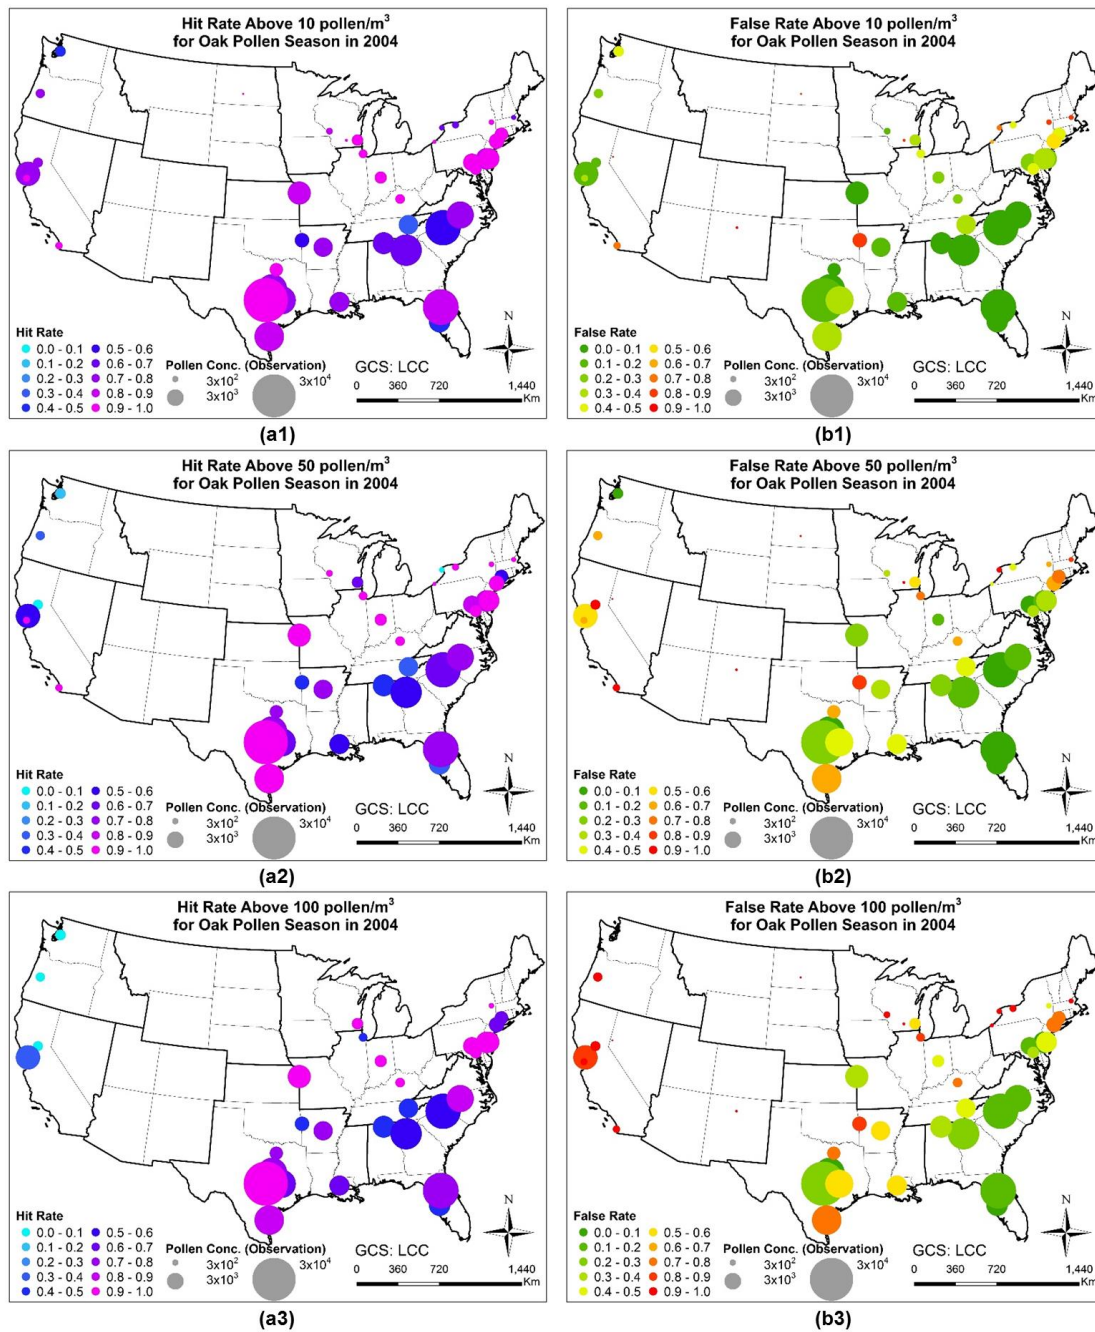 Hit Rate Above 10 pollen/m³
for Oak Pollen Season in 2004
N
Hit Rate
0.0 - 0.1 0.5 - 0.6
0.1 - 0.2 0.6 - 0.7
0.2 - 0.3 0.7 - 0.8
0.3 - 0.4 0.8 - 0.9
0.4 - 0.5 0.9 - 1.0
Pollen Conc. (Observation)
3x10² 3x10⁴
3x10³
GCS: LCC
0 360 720 1,440
Km
(a1)
False Rate Above 10 pollen/m³
for Oak Pollen Season in 2004
N
False Rate
0.0 - 0.1 0.5 - 0.6
0.1 - 0.2 0.6 - 0.7
0.2 - 0.3 0.7 - 0.8
0.3 - 0.4 0.8 - 0.9
0.4 - 0.5 0.9 - 1.0
Pollen Conc. (Observation)
3x10² 3x10⁴
3x10³
GCS: LCC
0 360 720 1,440
Km
(b1)
Hit Rate Above 50 pollen/m³
for Oak Pollen Season in 2004
N
Hit Rate
0.0 - 0.1 0.5 - 0.6
0.1 - 0.2 0.6 - 0.7
0.2 - 0.3 0.7 - 0.8
0.3 - 0.4 0.8 - 0.9
0.4 - 0.5 0.9 - 1.0
Pollen Conc. (Observation)
3x10² 3x10⁴
3x10³
GCS: LCC
0 360 720 1,440
Km
(a2)
False Rate Above 50 pollen/m³
for Oak Pollen Season in 2004
N
False Rate
0.0 - 0.1 0.5 - 0.6
0.1 - 0.2 0.6 - 0.7
0.2 - 0.3 0.7 - 0.8
0.3 - 0.4 0.8 - 0.9
0.4 - 0.5 0.9 - 1.0
Pollen Conc. (Observation)
3x10² 3x10⁴
3x10³
GCS: LCC
0 360 720 1,440
Km
(b2)
Hit Rate Above 100 pollen/m³
for Oak Pollen Season in 2004
N
Hit Rate
0.0 - 0.1 0.5 - 0.6
0.1 - 0.2 0.6 - 0.7
0.2 - 0.3 0.7 - 0.8
0.3 - 0.4 0.8 - 0.9
0.4 - 0.5 0.9 - 1.0
Pollen Conc. (Observation)
3x10² 3x10⁴
3x10³
GCS: LCC
0 360 720 1,440
Km
(a3)
False Rate Above 100 pollen/m³
for Oak Pollen Season in 2004
N
False Rate
0.0 - 0.1 0.5 - 0.6
0.1 - 0.2 0.6 - 0.7
0.2 - 0.3 0.7 - 0.8
0.3 - 0.4 0.8 - 0.9
0.4 - 0.5 0.9 - 1.0
Pollen Conc. (Observation)
3x10² 3x10⁴
3x10³
GCS: LCC
0 360 720 1,440
Km
(b3)